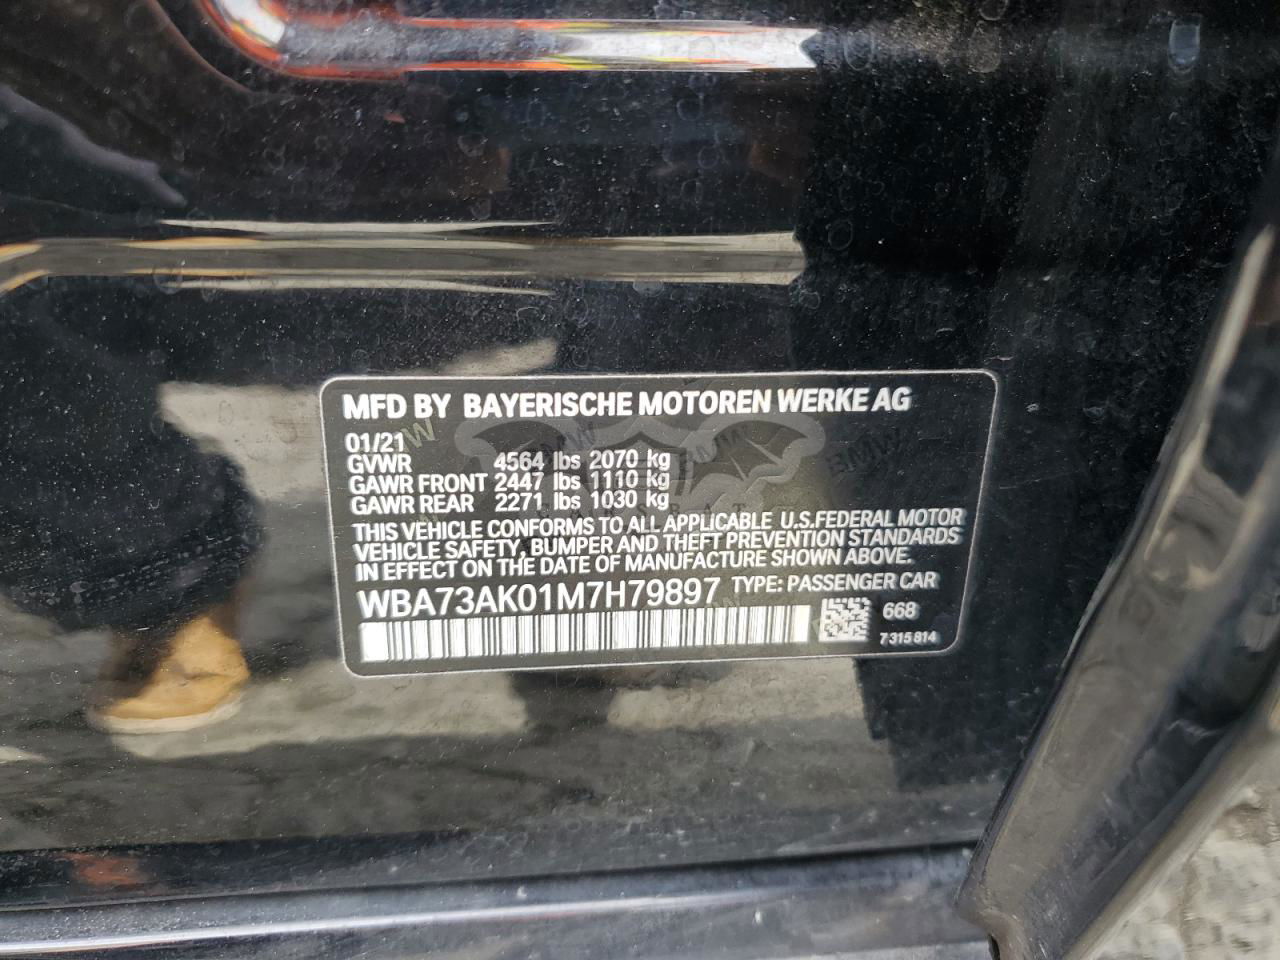 MFD BY BAYERISCHE MOTOREN WERKE AG
01/21
GVWR 4564 lbs 2070 kg
GAWR FRONT 2447 lbs 1110 kg
GAWR REAR 2271 lbs 1030 kg
THIS VEHICLE CONFORMS TO ALL APPLICABLE U.S.FEDERAL MOTOR
VEHICLE SAFETY, BUMPER AND THEFT PREVENTION STANDARDS
IN EFFECT ON THE DATE OF MANUFACTURE SHOWN ABOVE.
WBA73AK01M7H79897 TYPE: PASSENGER CAR
668
7 315 814